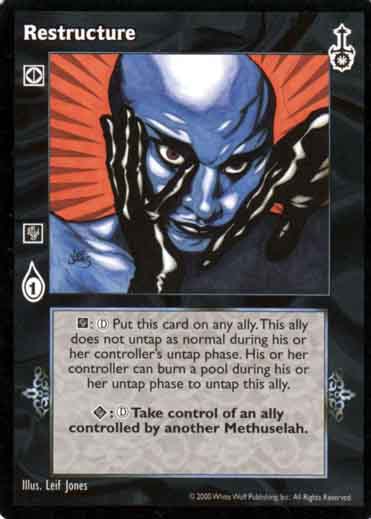 Restructure
1
: D Put this card on any ally. This ally
does not untap as normal during his or
her controller's untap phase. His or her
controller can burn a pool during his or
her untap phase to untap this ally.
: D Take control of an ally
controlled by another Methuselah.
Illus. Leif Jones
© 2000 White Wolf Publishing Inc. All Rights Reserved.